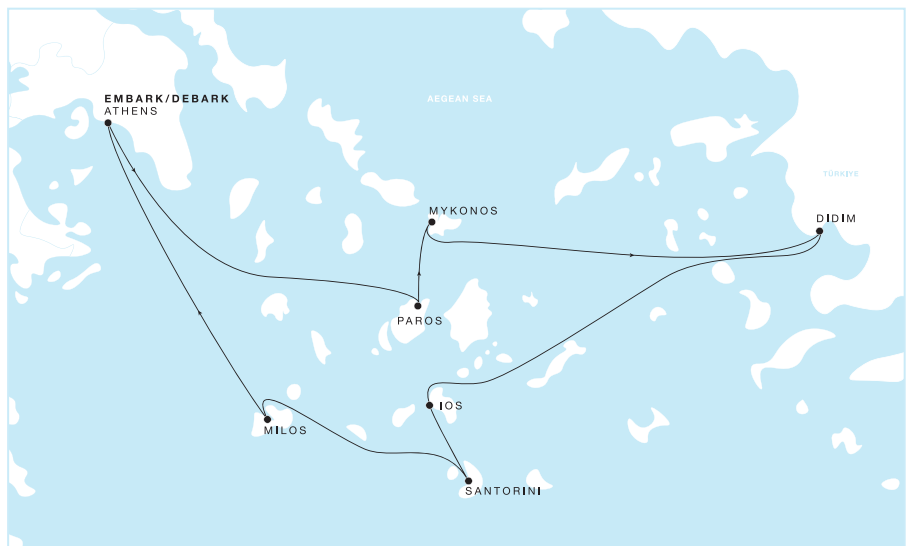 EMBARK/DEBARK
ATHENS
AEGEAN SEA
TÜRKIYE
MYKONOS
DIDIM
PAROS
IOS
MILOS
SANTORINI